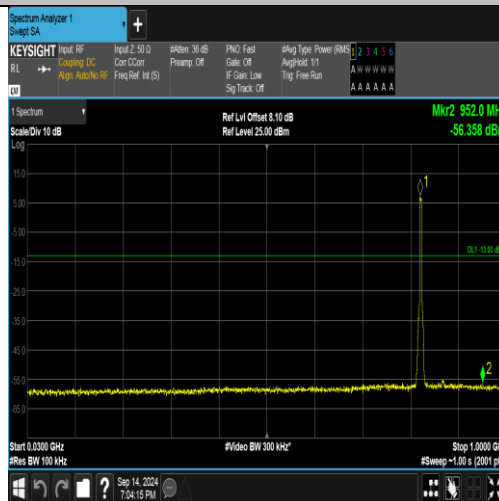 Spectrum Analyzer 1
Swept SA
+
KEYSIGHT
RL
LXI
Input: RF
Coupling: DC
Align: Auto/No RF
Input Z: 50 Ω
Corr CCorr
Freq Ref: Int (S)
#Atten: 36 dB
Preamp: Off
PNO: Fast
Gate: Off
IF Gain: Low
Sig Track: Off
#Avg Type: Power (RMS
Avg|Hold: 1/1
Trig: Free Run
1 2 3 4 5 6
A W W W W W
A A A A A A
1 Spectrum
Scale/Div 10 dB
Ref Lvl Offset 8.10 dB
Ref Level 25.00 dBm
Mkr2 952.0 MH
-56.358 dB
Log
15.0
5.00
-5.00
-15.0
-25.0
-35.0
-45.0
-55.0
-65.0
1
DL1 -13.00 dB
2
Start 0.0300 GHz
#Res BW 100 kHz
#Video BW 300 kHz*
Stop 1.0000 G
#Sweep ~1.00 s (2001 pt
?
Sep 14, 2024
7:04:15 PM